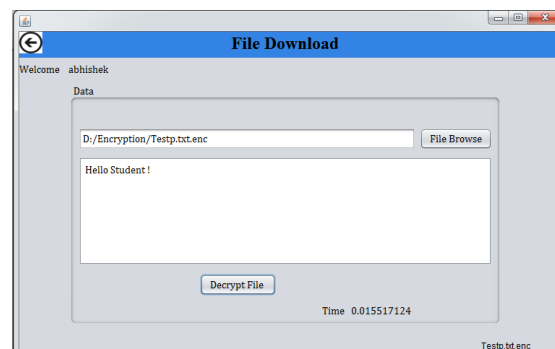 File Download
Welcome abhishek
Data
D:/Encryption/Testp.txt.enc File Browse
Hello Student !
Decrypt File
Time 0.015517124
Testp.txt.enc